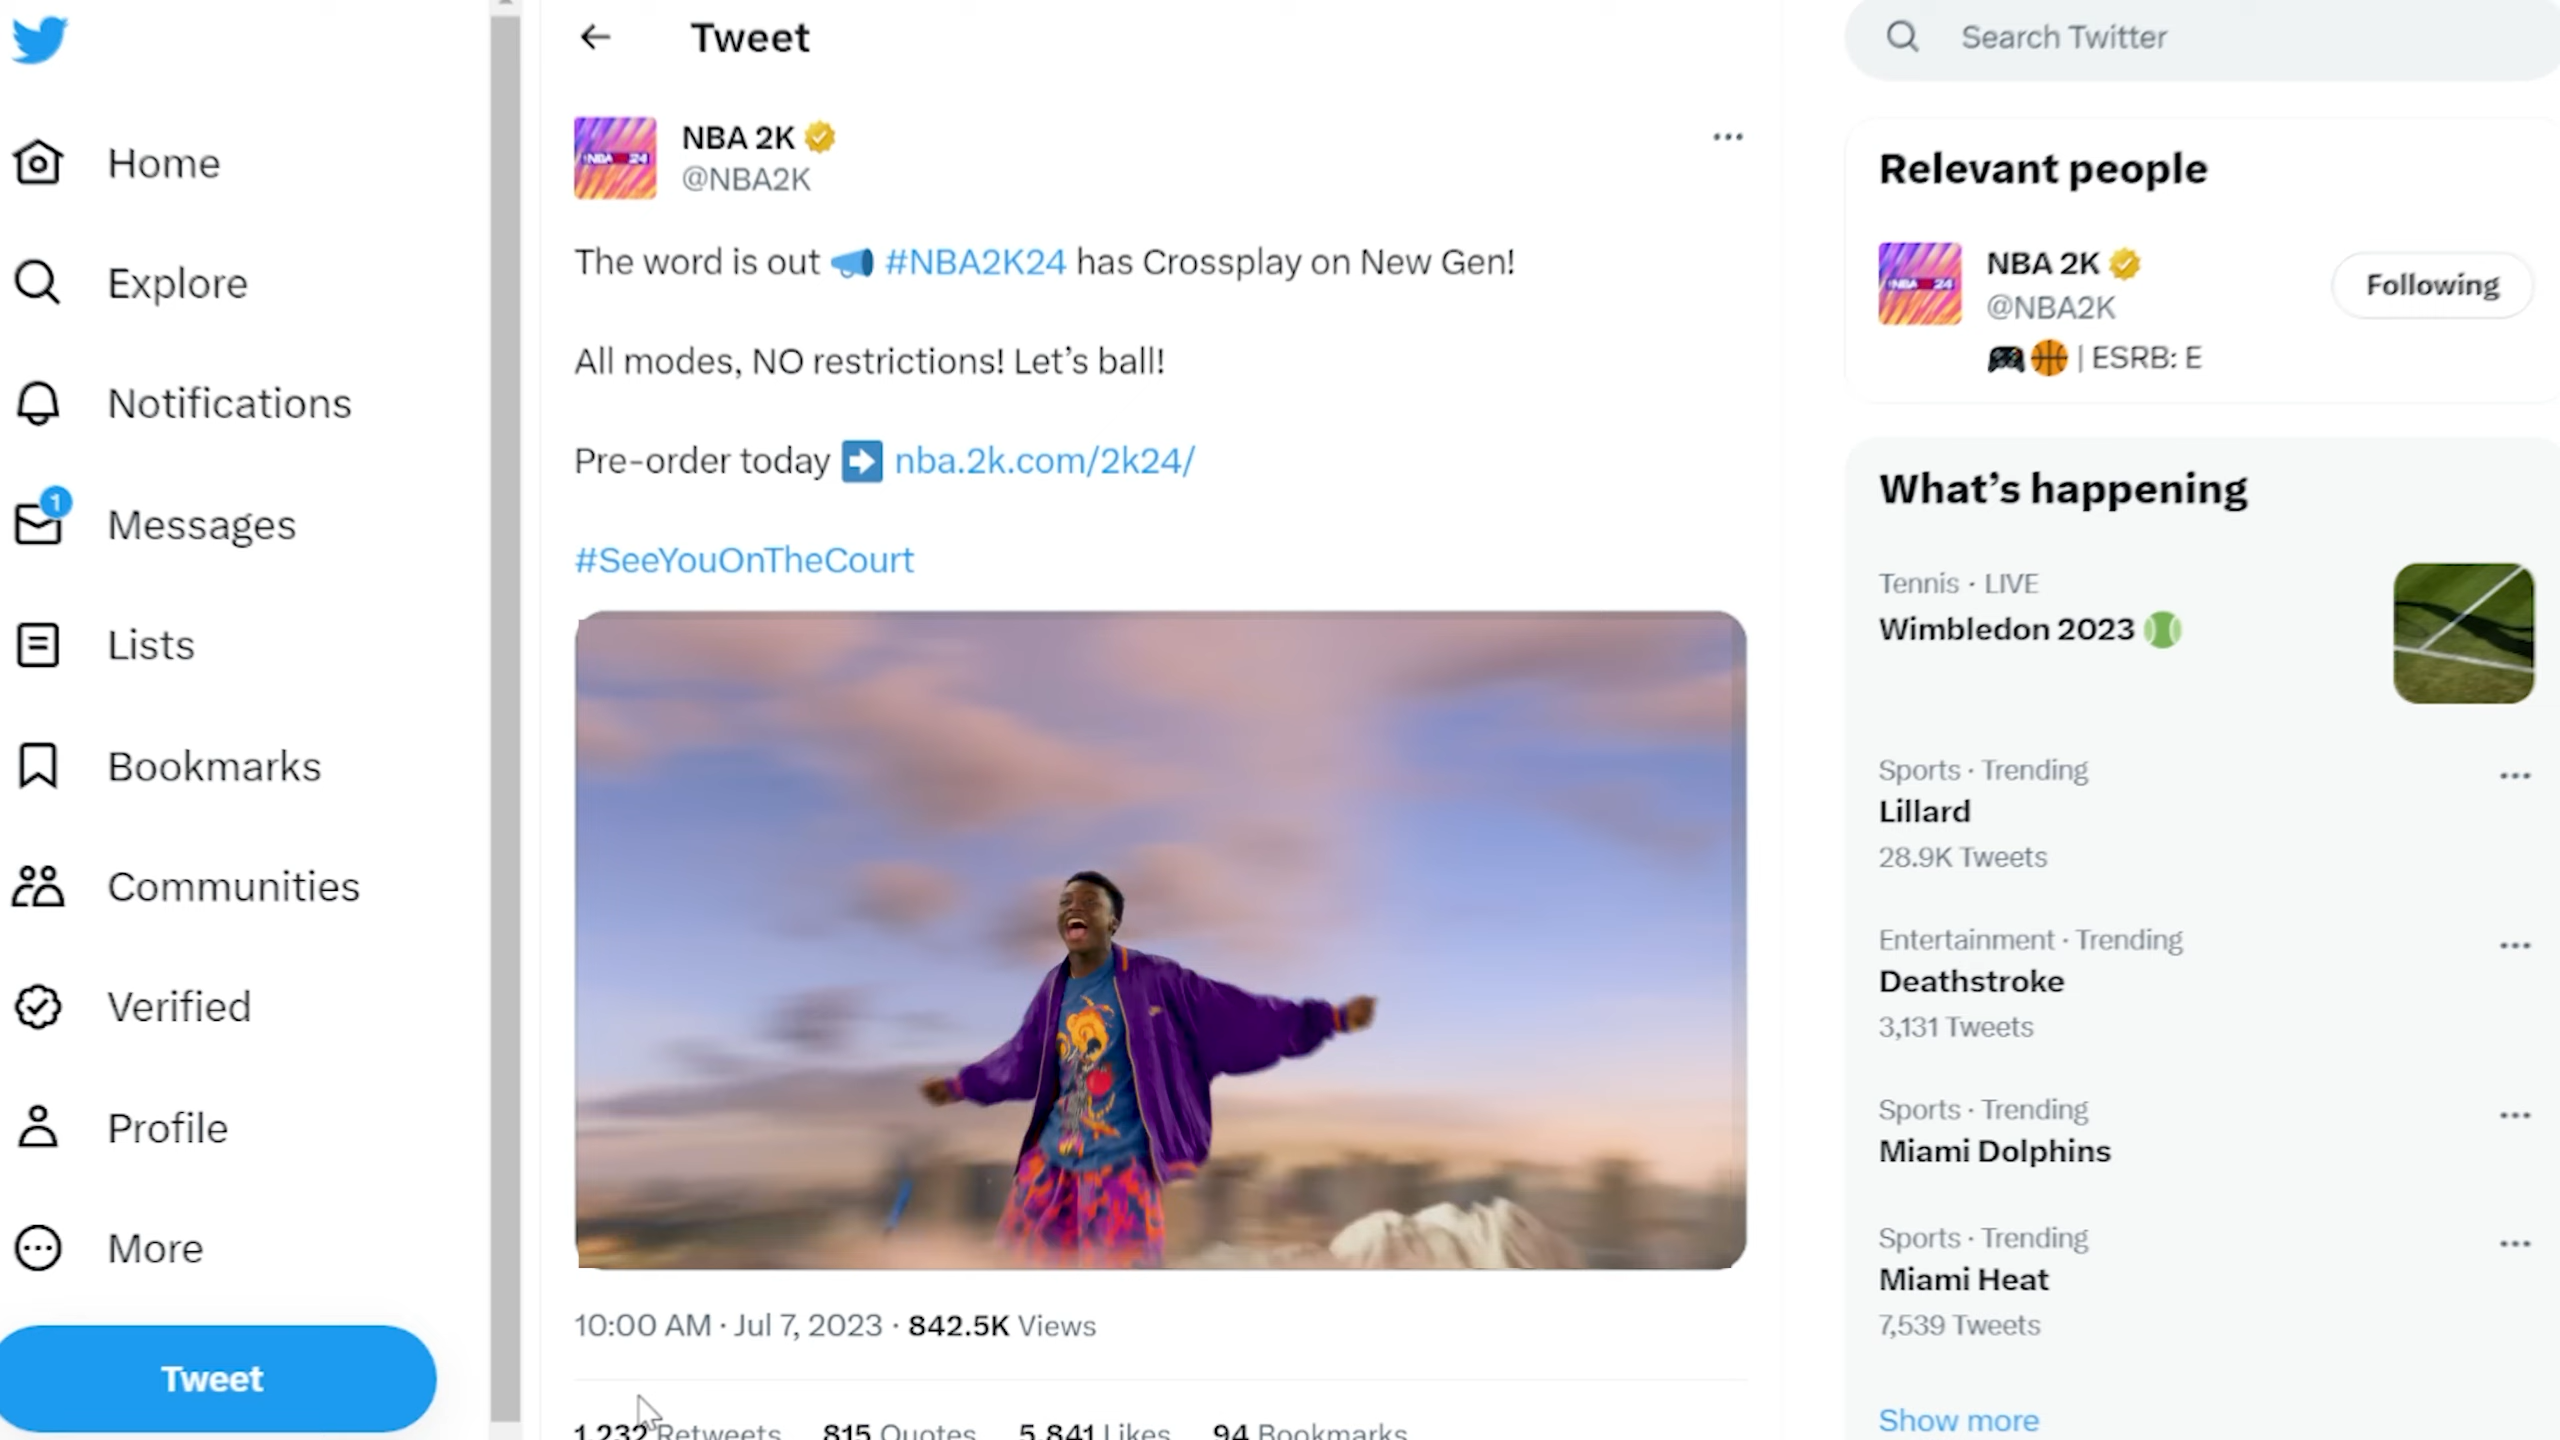 Home
Explore
Notifications
1
Messages
Lists
Bookmarks
Communities
Verified
Profile
More
Tweet
Tweet
NBA 2K
@NBA2K
The word is out 📣 #NBA2K24 has Crossplay on New Gen!
All modes, NO restrictions! Let’s ball!
Pre-order today ➡️ nba.2k.com/2k24/
#SeeYouOnTheCourt
10:00 AM · Jul 7, 2023 · 842.5K Views
1,232 Retweets 815 Quotes 5,841 Likes 94 Bookmarks
Search Twitter
Relevant people
NBA 2K
@NBA2K
Following
🎮🏀 | ESRB: E
What’s happening
Tennis · LIVE
Wimbledon 2023 🎾
Sports · Trending
Lillard
28.9K Tweets
Entertainment · Trending
Deathstroke
3,131 Tweets
Sports · Trending
Miami Dolphins
Sports · Trending
Miami Heat
7,539 Tweets
Show more